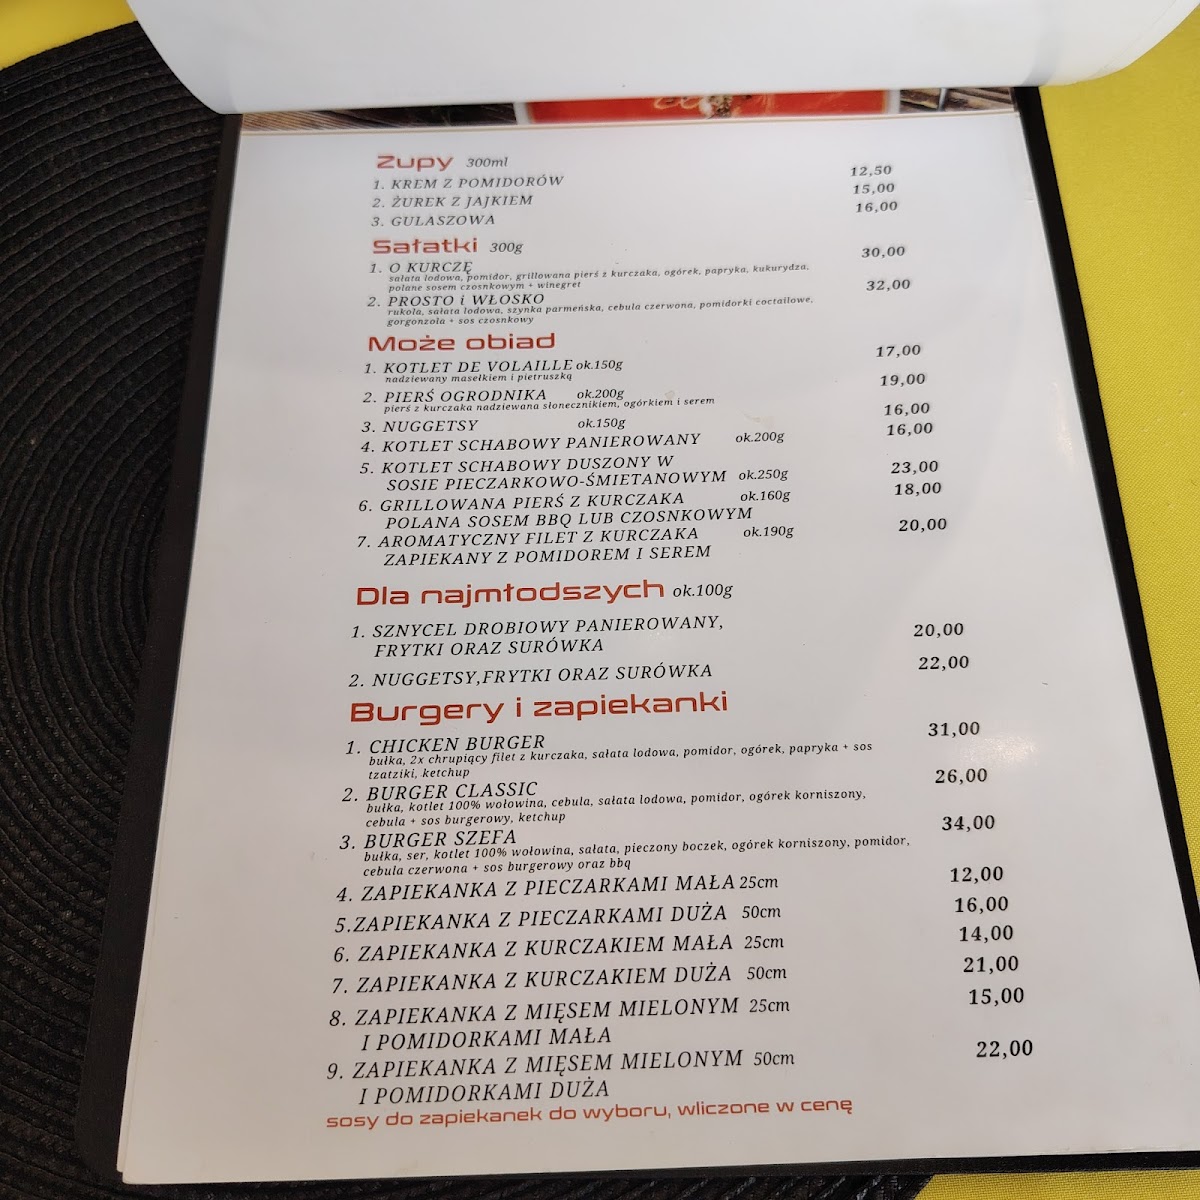 Zupy 300ml
1. KREM Z POMIDORÓW 12,50
2. ŻUREK Z JAJKIEM 15,00
3. GULASZOWA 16,00
Sałatki 300g
1. O KURCZĘ 30,00
sałata lodowa, pomidor, grillowana pierś z kurczaka, ogórek, papryka, kukurydza,
polane sosem czosnkowym + winegret
2. PROSTO i WŁOSKO 32,00
rukola, sałata lodowa, szynka parmeńska, cebula czerwona, pomidorki coctailowe,
gorgonzola + sos czosnkowy
Może obiad
1. KOTLET DE VOLAILLE ok.150g 17,00
nadziewany masełkiem i pietruszką
2. PIERŚ OGRODNIKA ok.200g 19,00
pierś z kurczaka nadziewana słonecznikiem, ogórkiem i serem
3. NUGGETSY ok.150g 16,00
4. KOTLET SCHABOWY PANIEROWANY ok.200g 16,00
5. KOTLET SCHABOWY DUSZONY W
SOSIE PIECZARKOWO-ŚMIETANOWYM ok.250g 23,00
6. GRILLOWANA PIERŚ Z KURCZAKA ok.160g 18,00
POLANA SOSEM BBQ LUB CZOSNKOWYM
7. AROMATYCZNY FILET Z KURCZAKA ok.190g 20,00
ZAPIEKANY Z POMIDOREM I SEREM
Dla najmłodszych ok.100g
1. SZNYCEL DROBIOWY PANIEROWANY, 20,00
FRYTKI ORAZ SURÓWKA
2. NUGGETSY,FRYTKI ORAZ SURÓWKA 22,00
Burgery i zapiekanki
1. CHICKEN BURGER 31,00
bułka, 2x chrupiący filet z kurczaka, sałata lodowa, pomidor, ogórek, papryka + sos
tzatziki, ketchup
2. BURGER CLASSIC 26,00
bułka, kotlet 100% wołowina, cebula, sałata lodowa, pomidor, ogórek korniszony,
cebula + sos burgerowy, ketchup
3. BURGER SZEFA 34,00
bułka, ser, kotlet 100% wołowina, sałata, pieczony boczek, ogórek korniszony, pomidor,
cebula czerwona + sos burgerowy oraz bbq
4. ZAPIEKANKA Z PIECZARKAMI MAŁA 25cm 12,00
5.ZAPIEKANKA Z PIECZARKAMI DUŻA 50cm 16,00
6. ZAPIEKANKA Z KURCZAKIEM MAŁA 25cm 14,00
7. ZAPIEKANKA Z KURCZAKIEM DUŻA 50cm 21,00
8. ZAPIEKANKA Z MIĘSEM MIELONYM 25cm 15,00
I POMIDORKAMI MAŁA
9. ZAPIEKANKA Z MIĘSEM MIELONYM 50cm 22,00
I POMIDORKAMI DUŻA
sosy do zapiekanek do wyboru, wliczone w cenę